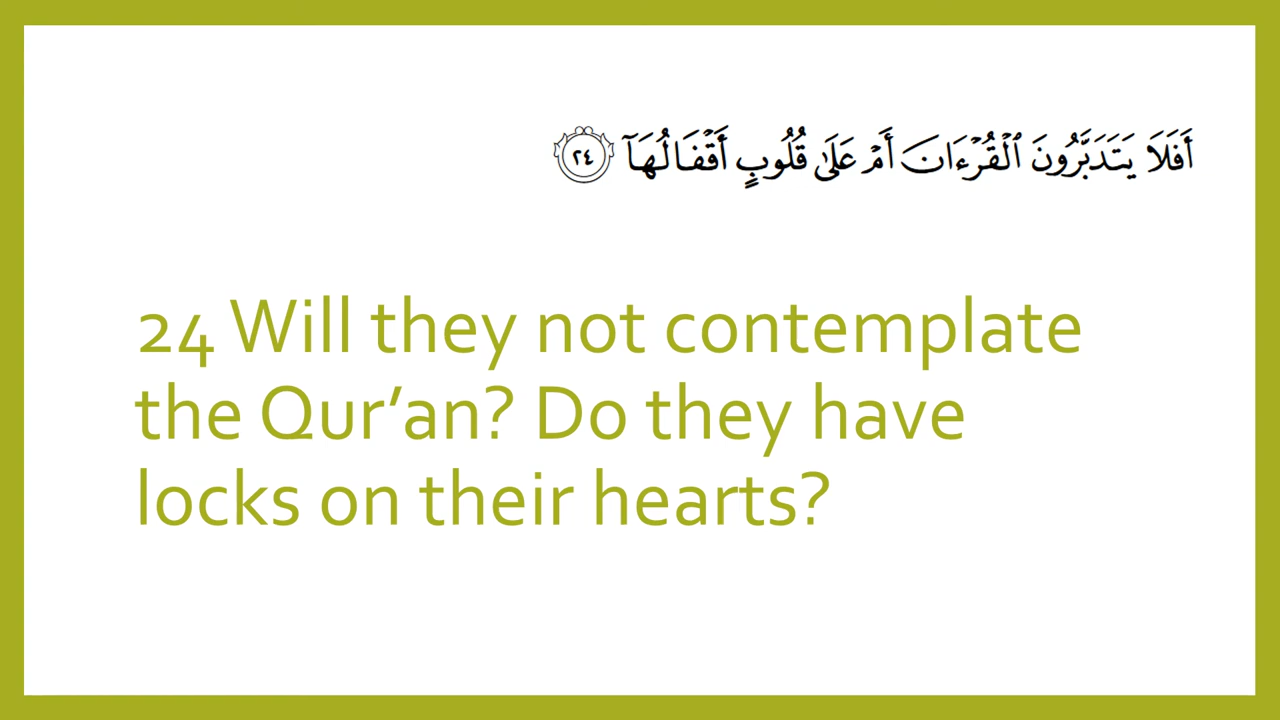 أَفَلَا يَتَدَبَّرُونَ ٱلْقُرْءَانَ أَمْ عَلَىٰ قُلُوبٍ أَقْفَالُهَآ ٢٤
24 Will they not contemplate
the Qur’an? Do they have
locks on their hearts?